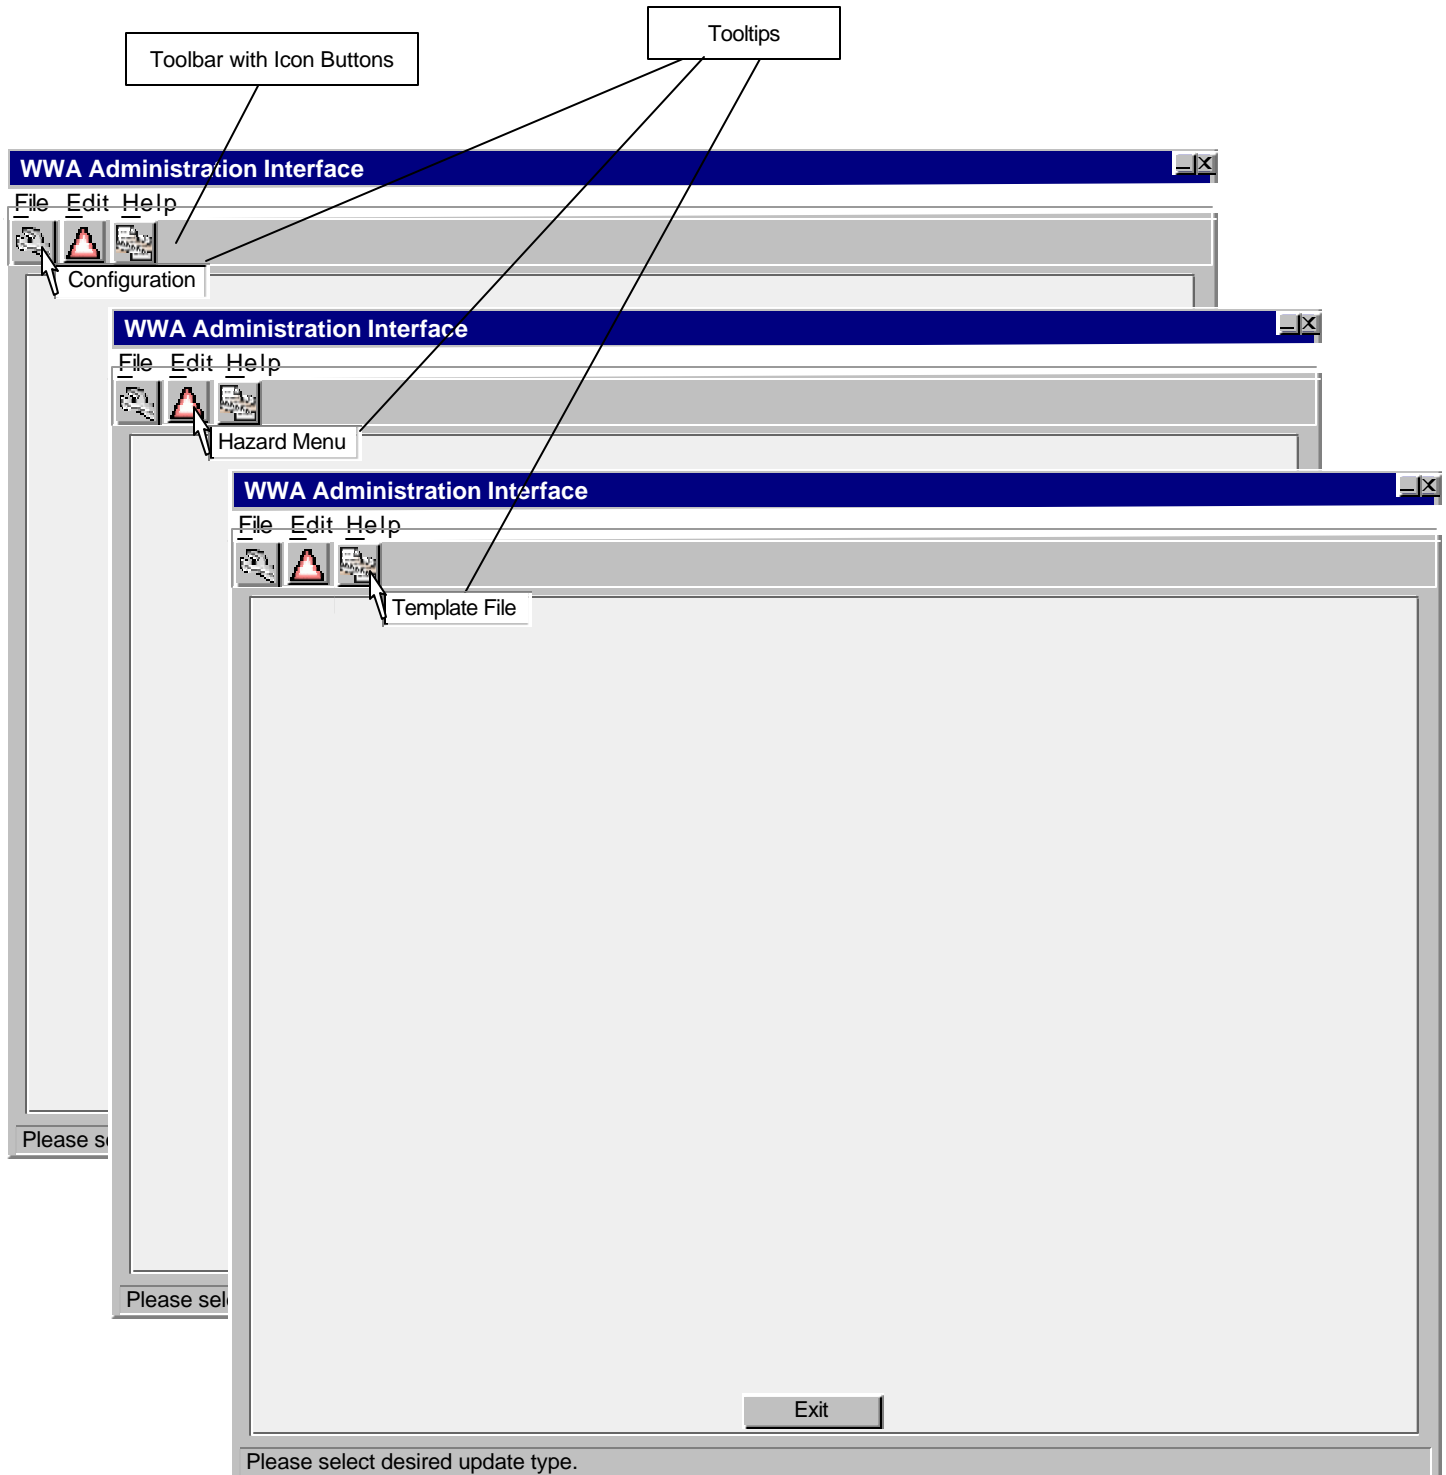 Tooltips
Toolbar with Icon Buttons
WWA Administration Interface
File Edit Help
Configuration
WWA Administration Interface
File Edit Help
Hazard Menu
WWA Administration Interface
File Edit Help
Template File
Please se
Please sel
Exit
Please select desired update type.